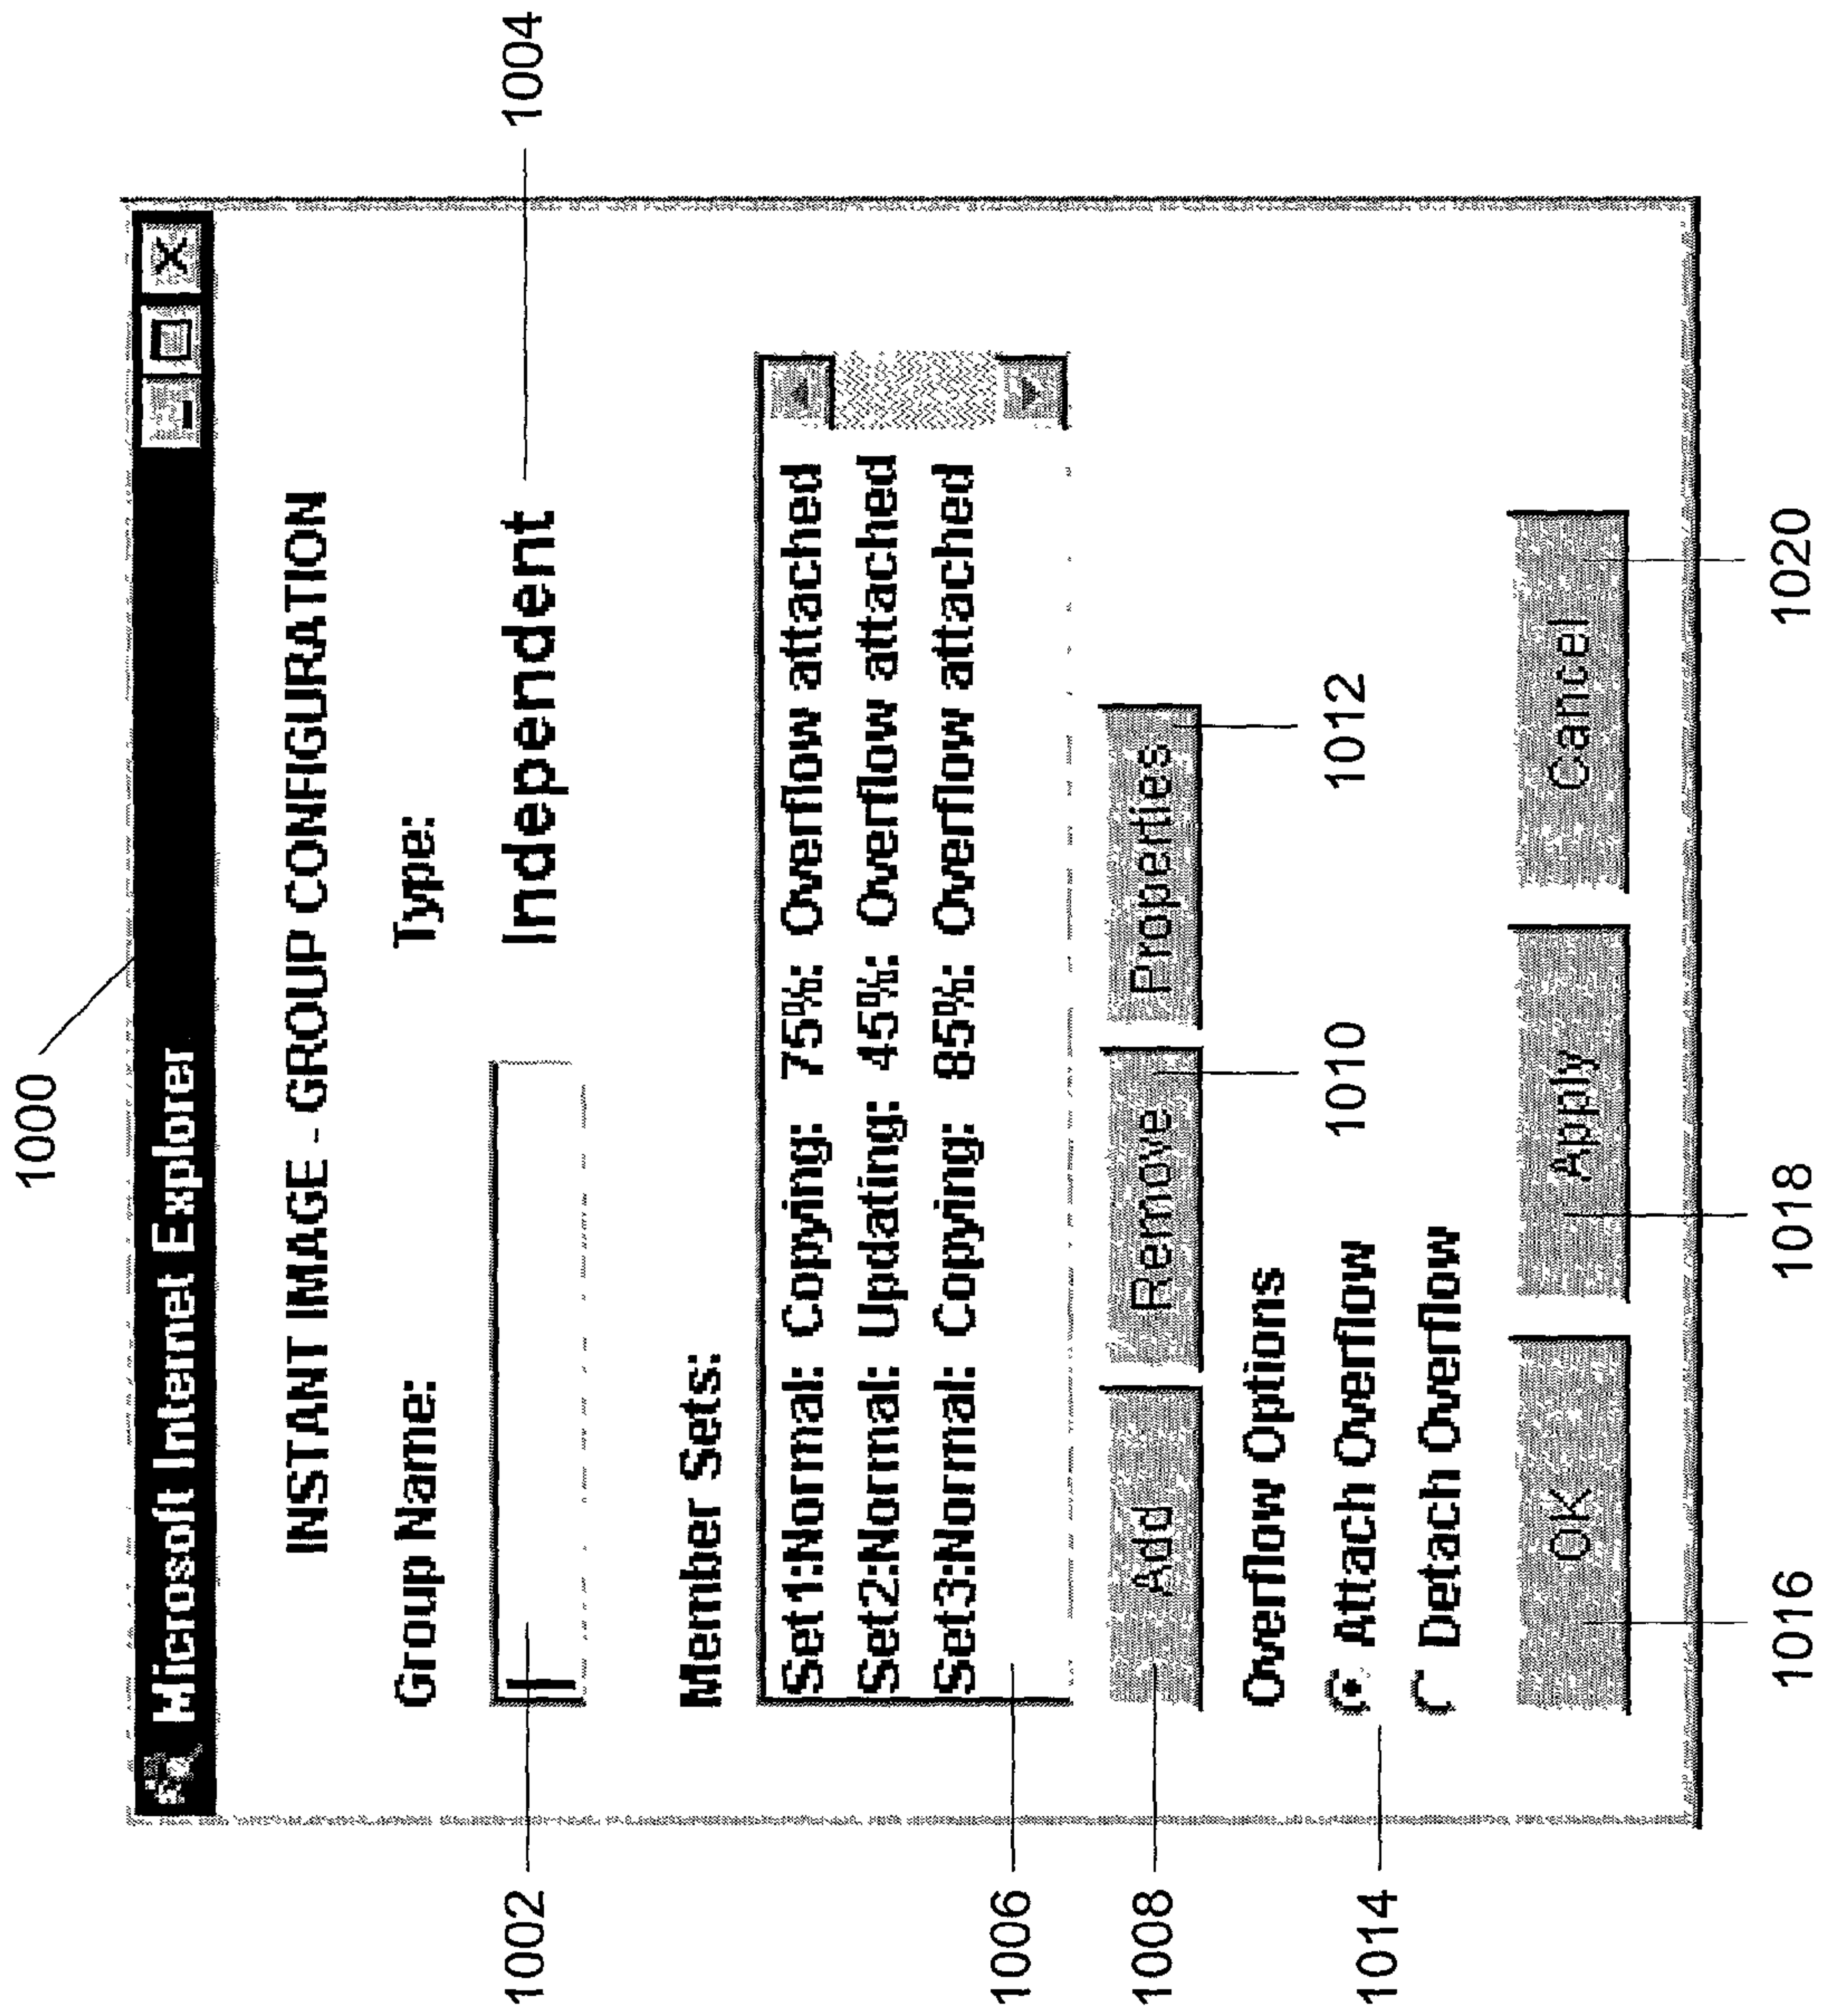 1000
Microsoft Internet Explorer
INSTANT IMAGE - GROUP CONFIGURATION
Group Name: Type:
1002 Independent 1004
Member Sets:
Set1:Normal: Copying: 75%: Overflow attached
Set2:Normal: Updating: 45%: Overflow attached
Set3:Normal: Copying: 85%: Overflow attached
1006
1008 Add Remove Properties
Overflow Options 1010 1012
1014 Attach Overflow
Detach Overflow
OK Apply Cancel
1016 1018 1020